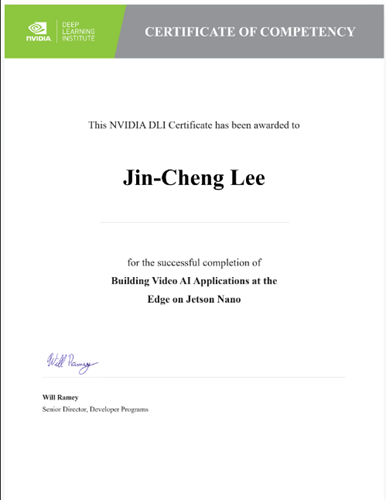 NVIDIA
DEEP
LEARNING
INSTITUTE
CERTIFICATE OF COMPETENCY
This NVIDIA DLI Certificate has been awarded to
Jin-Cheng Lee
for the successful completion of
Building Video AI Applications at the
Edge on Jetson Nano
Will Ramey
Will Ramey
Senior Director, Developer Programs